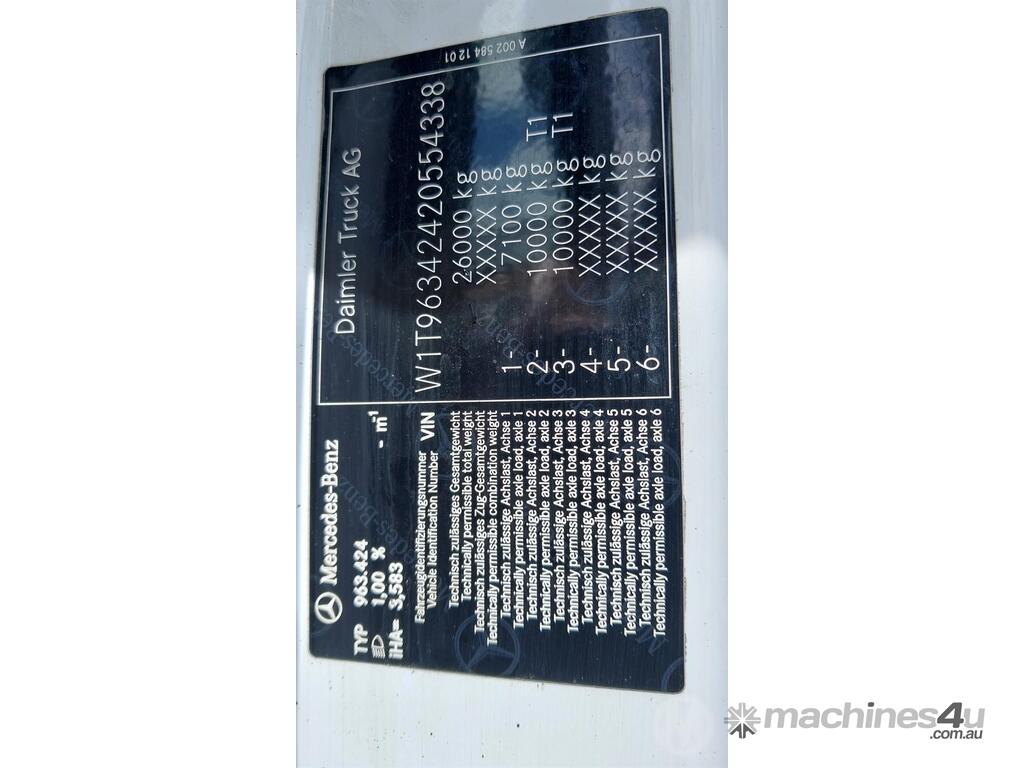 Mercedes-Benz
Daimler Truck AG
TYP 963.424
1,00 %
iHA= 3,583 - m⁻¹
Fahrzeugidentifizierungsnummer
Vehicle Identification Number VIN W1T96342420554338
Technisch zulässiges Gesamtgewicht
Technically permissible total weight 26000 kg
Technisch zulässiges Zug-Gesamtgewicht
Technically permissible combination weight XXXXX kg
Technisch zulässige Achslast, Achse 1
Technically permissible axle load, axle 1 1- 7100 kg
Technisch zulässige Achslast, Achse 2
Technically permissible axle load, axle 2 2- 10000 kg T1
Technisch zulässige Achslast, Achse 3
Technically permissible axle load, axle 3 3- 10000 kg T1
Technisch zulässige Achslast, Achse 4
Technically permissible axle load, axle 4 4- XXXXX kg
Technisch zulässige Achslast, Achse 5
Technically permissible axle load, axle 5 5- XXXXX kg
Technisch zulässige Achslast, Achse 6
Technically permissible axle load, axle 6 6- XXXXX kg
A 002 584 12 01
machines4u
.com.au